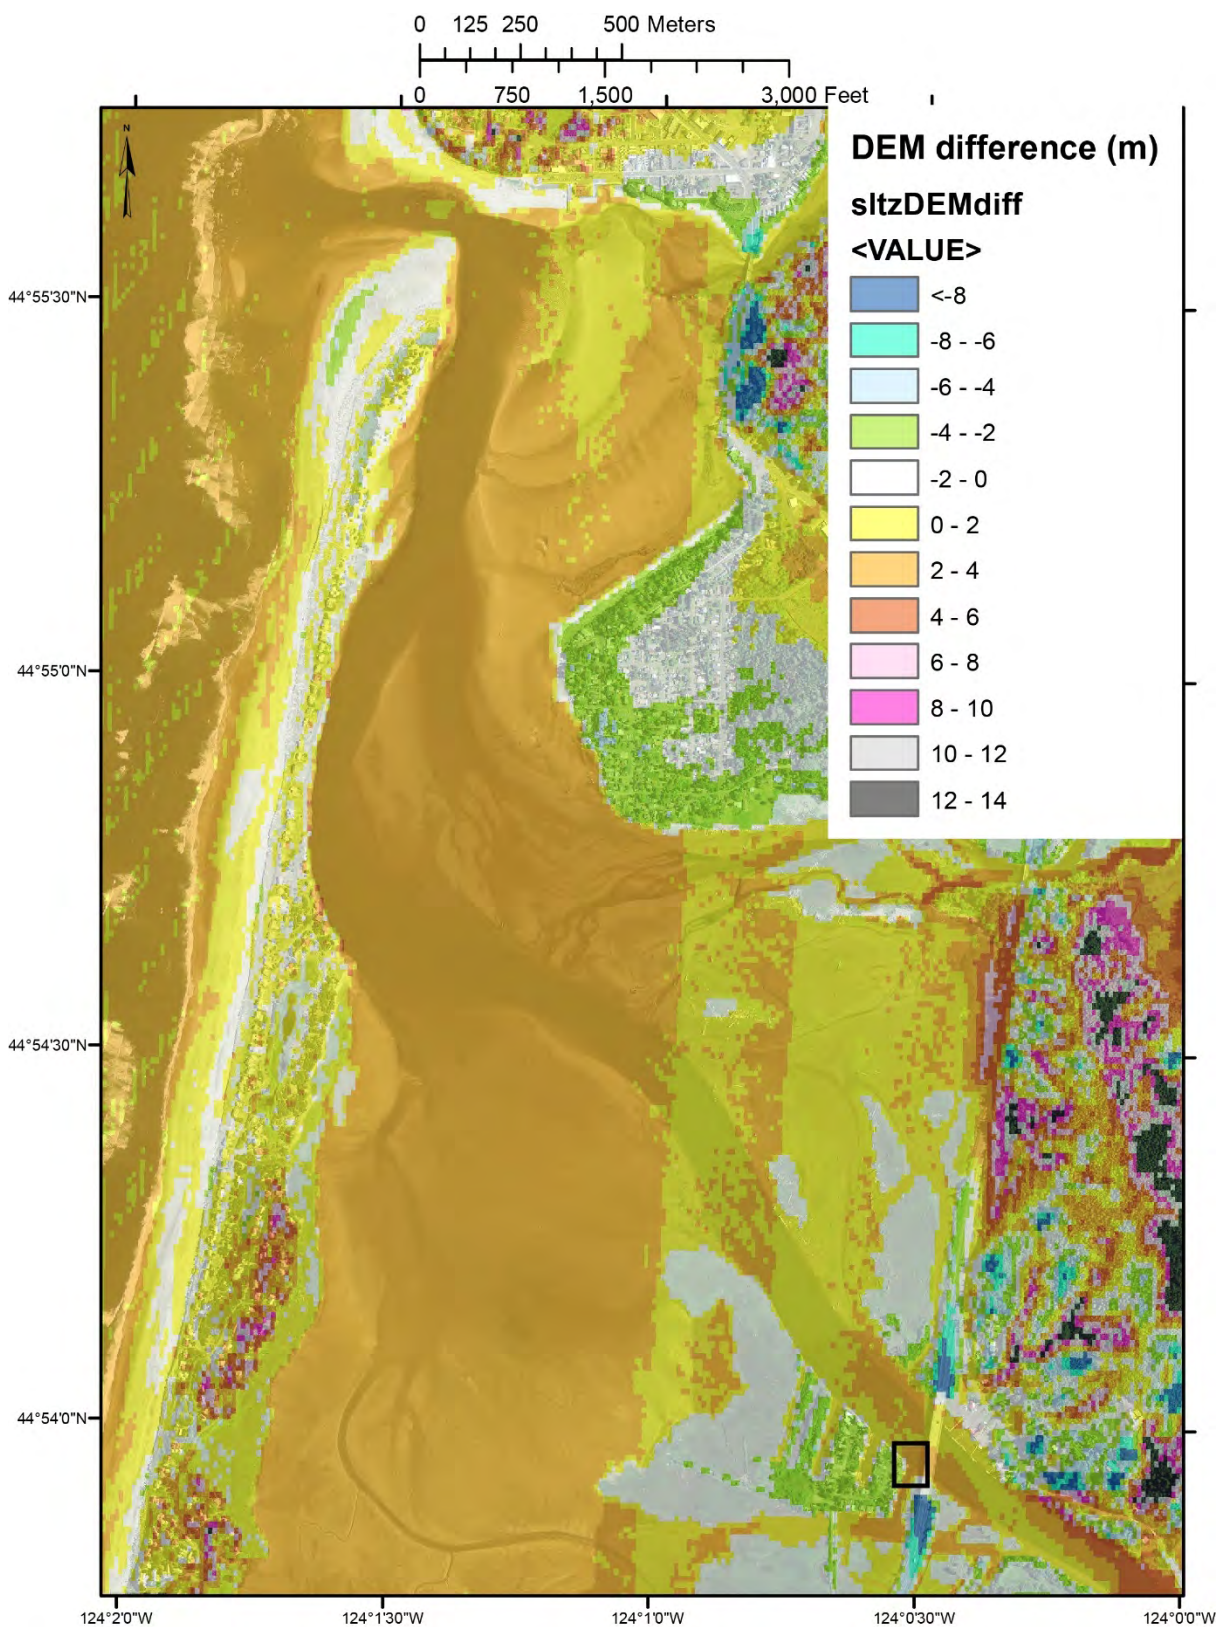 0 125 250 500 Meters
0 750 1,500 3,000 Feet
N
DEM difference (m)
sltzDEMdiff
<VALUE>
<-8
-8 - -6
-6 - -4
-4 - -2
-2 - 0
0 - 2
2 - 4
4 - 6
6 - 8
8 - 10
10 - 12
12 - 14
44°55'30"N
44°55'0"N
44°54'30"N
44°54'0"N
124°2'0"W 124°1'30"W 124°1'0"W 124°0'30"W 124°0'0"W